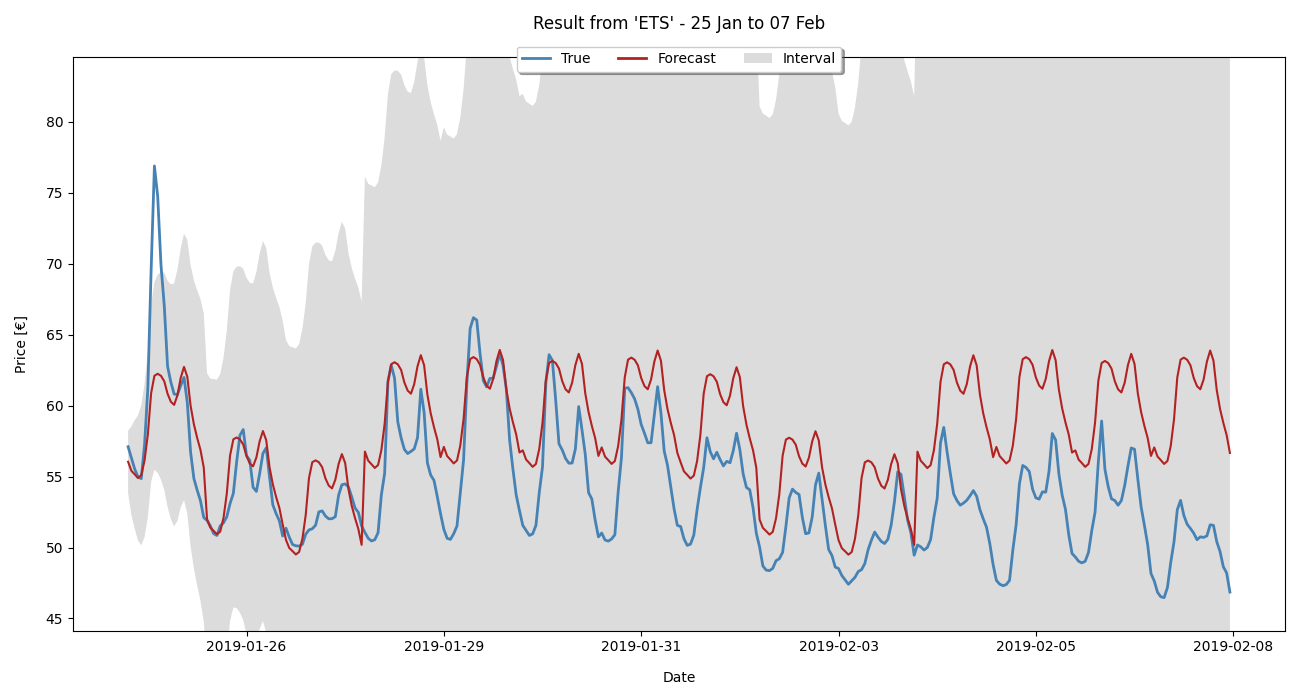 Result from 'ETS' - 25 Jan to 07 Feb
True
Forecast
Interval
Price [€]
80
75
70
65
60
55
50
45
2019-01-26
2019-01-29
2019-01-31
2019-02-03
2019-02-05
2019-02-08
Date